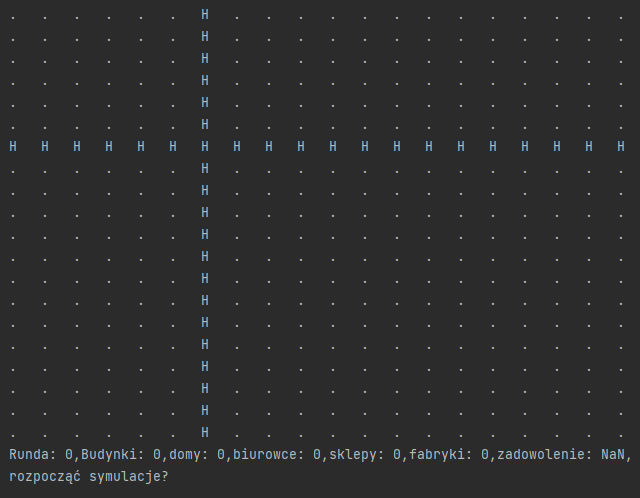 . . . . . . H . . . . . . . . . . . . .
. . . . . . H . . . . . . . . . . . . .
. . . . . . H . . . . . . . . . . . . .
. . . . . . H . . . . . . . . . . . . .
. . . . . . H . . . . . . . . . . . . .
. . . . . . H . . . . . . . . . . . . .
H H H H H H H H H H H H H H H H H H H H
. . . . . . H . . . . . . . . . . . . .
. . . . . . H . . . . . . . . . . . . .
. . . . . . H . . . . . . . . . . . . .
. . . . . . H . . . . . . . . . . . . .
. . . . . . H . . . . . . . . . . . . .
. . . . . . H . . . . . . . . . . . . .
. . . . . . H . . . . . . . . . . . . .
. . . . . . H . . . . . . . . . . . . .
. . . . . . H . . . . . . . . . . . . .
. . . . . . H . . . . . . . . . . . . .
. . . . . . H . . . . . . . . . . . . .
. . . . . . H . . . . . . . . . . . . .
. . . . . . H . . . . . . . . . . . . .
Runda: 0,Budynki: 0,domy: 0,biurowce: 0,sklepy: 0,fabryki: 0,zadowolenie: NaN,
rozpocząć symulacje?